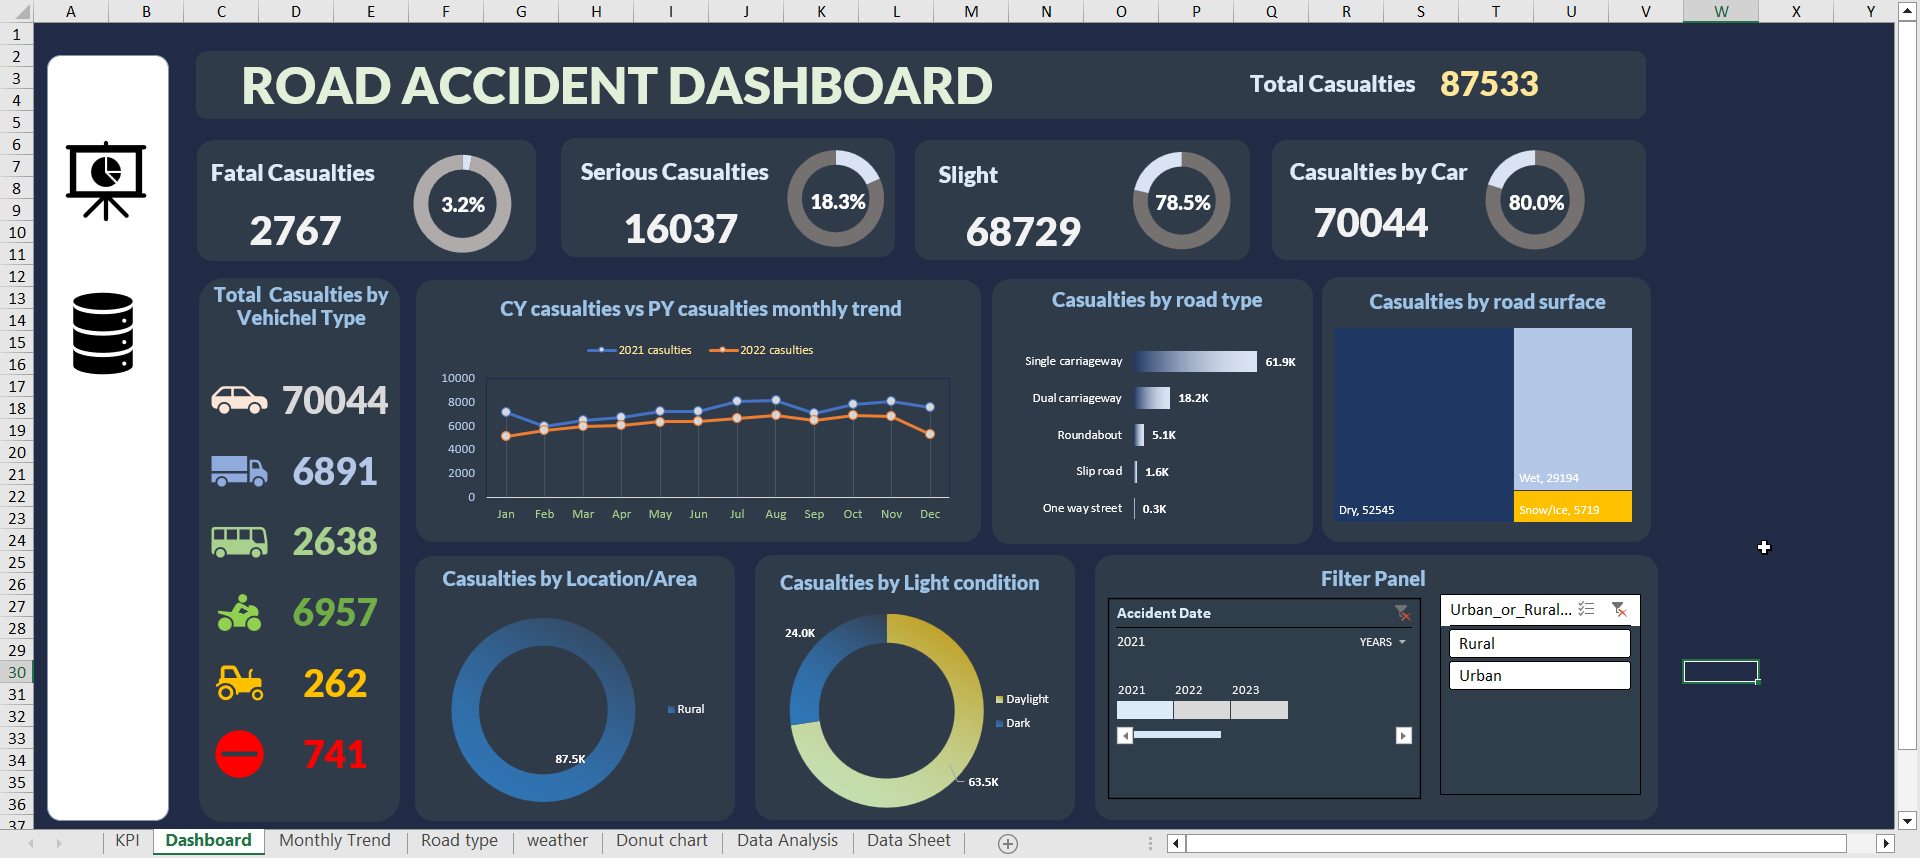 A B C D E F G H I J K L M N O P Q R S T U V W X Y
1
2
3
4
5
6
7
8
9
10
11
12
13
14
15
16
17
18
19
20
21
22
23
24
25
26
27
28
29
30
31
32
33
34
35
36
37
ROAD ACCIDENT DASHBOARD
Total Casualties 87533
Fatal Casualties
2767
3.2%
Serious Casualties
16037
18.3%
Slight
68729
78.5%
Casualties by Car
70044
80.0%
Total Casualties by
Vehichel Type
70044
6891
2638
6957
262
741
CY casualties vs PY casualties monthly trend
2021 casulties 2022 casulties
10000
8000
6000
4000
2000
0
Jan Feb Mar Apr May Jun Jul Aug Sep Oct Nov Dec
Casualties by road type
Single carriageway 61.9K
Dual carriageway 18.2K
Roundabout 5.1K
Slip road 1.6K
One way street 0.3K
Casualties by road surface
Wet, 29194
Dry, 52545
Snow/Ice, 5719
Casualties by Location/Area
Rural
87.5K
Casualties by Light condition
24.0K
Daylight
Dark
63.5K
Filter Panel
Accident Date
2021 YEARS
2021 2022 2023
Urban_or_Rural...
Rural
Urban
KPI Dashboard Monthly Trend Road type weather Donut chart Data Analysis Data Sheet